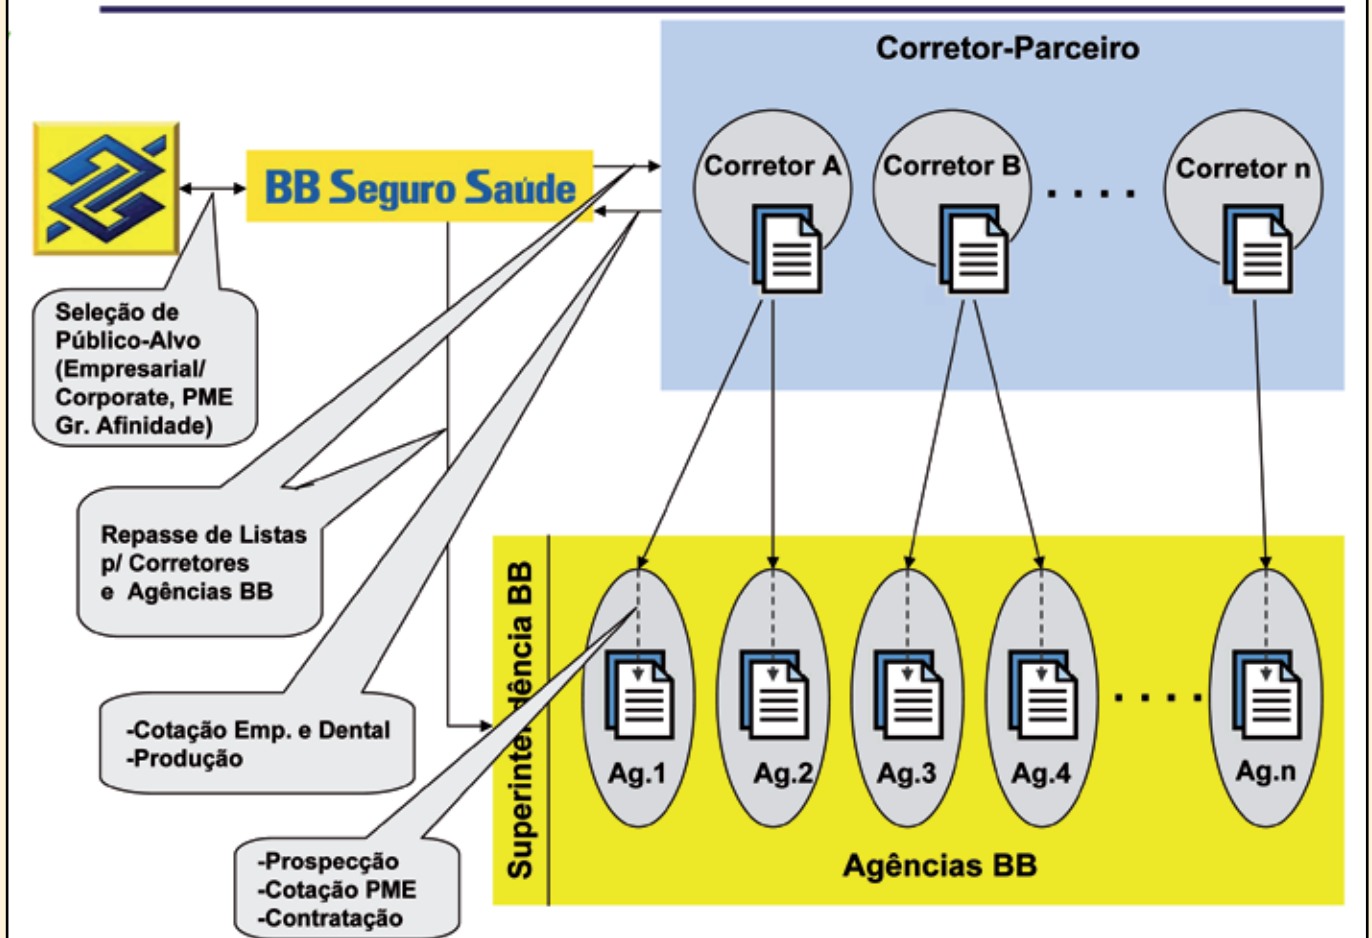 Corretor-Parceiro
Corretor A
Corretor B
. . . .
Corretor n
BB Seguro Saúde
Seleção de
Público-Alvo
(Empresarial/
Corporate, PME
Gr. Afinidade)
Repasse de Listas
p/ Corretores
e Agências BB
-Cotação Emp. e Dental
-Produção
-Prospecção
-Cotação PME
-Contratação
Superintendência BB
Ag.1
Ag.2
Ag.3
Ag.4
. . . .
Ag.n
Agências BB